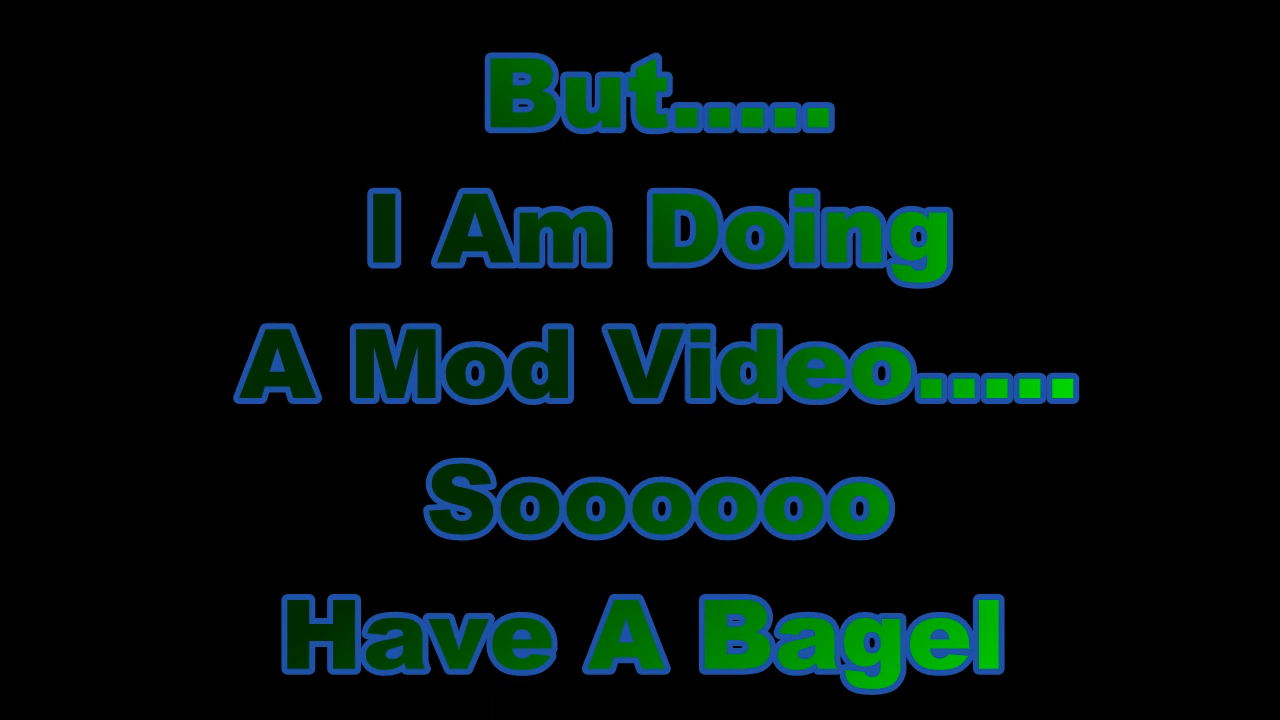 But.....
I Am Doing
A Mod Video.....
Soooooo
Have A Bagel